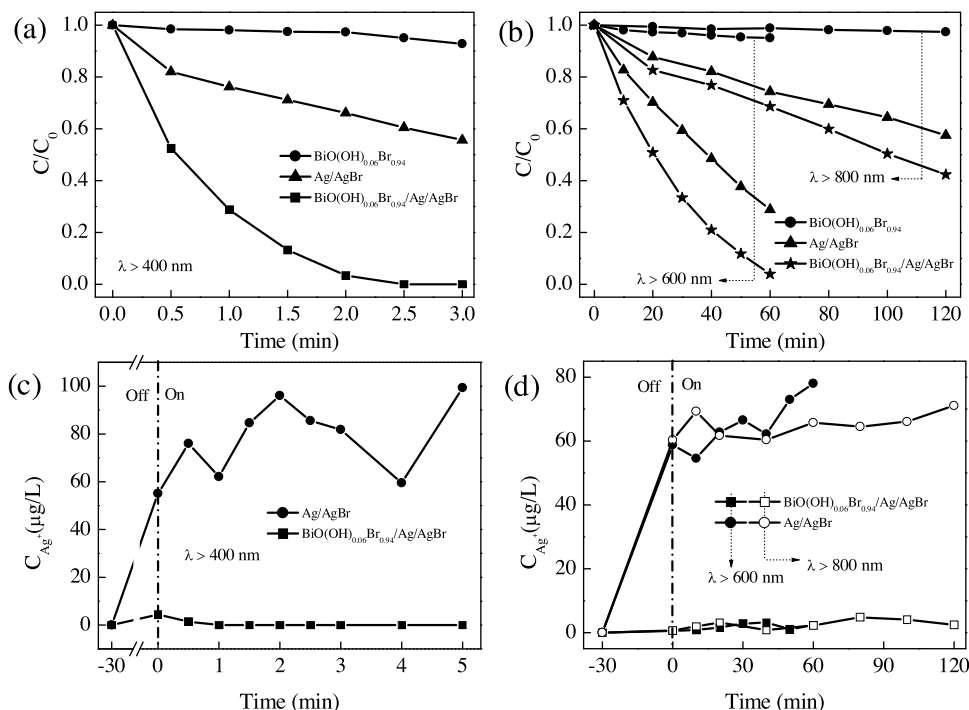 (a)
1.0
0.8
0.6
0.4
0.2
0.0
C/C0
BiO(OH)0.06Br0.94
Ag/AgBr
BiO(OH)0.06Br0.94/Ag/AgBr
λ > 400 nm
0.0 0.5 1.0 1.5 2.0 2.5 3.0
Time (min)
(b)
1.0
0.8
0.6
0.4
0.2
0.0
C/C0
λ > 800 nm
BiO(OH)0.06Br0.94
Ag/AgBr
BiO(OH)0.06Br0.94/Ag/AgBr
λ > 600 nm
0 20 40 60 80 100 120
Time (min)
(c)
Off On
100
80
60
40
20
0
CAg+(μg/L)
Ag/AgBr
BiO(OH)0.06Br0.94/Ag/AgBr
λ > 400 nm
-30 0 1 2 3 4 5
Time (min)
(d)
Off On
80
60
40
20
0
CAg+(μg/L)
BiO(OH)0.06Br0.94/Ag/AgBr
Ag/AgBr
λ > 800 nm
λ > 600 nm
-30 0 30 60 90 120
Time (min)